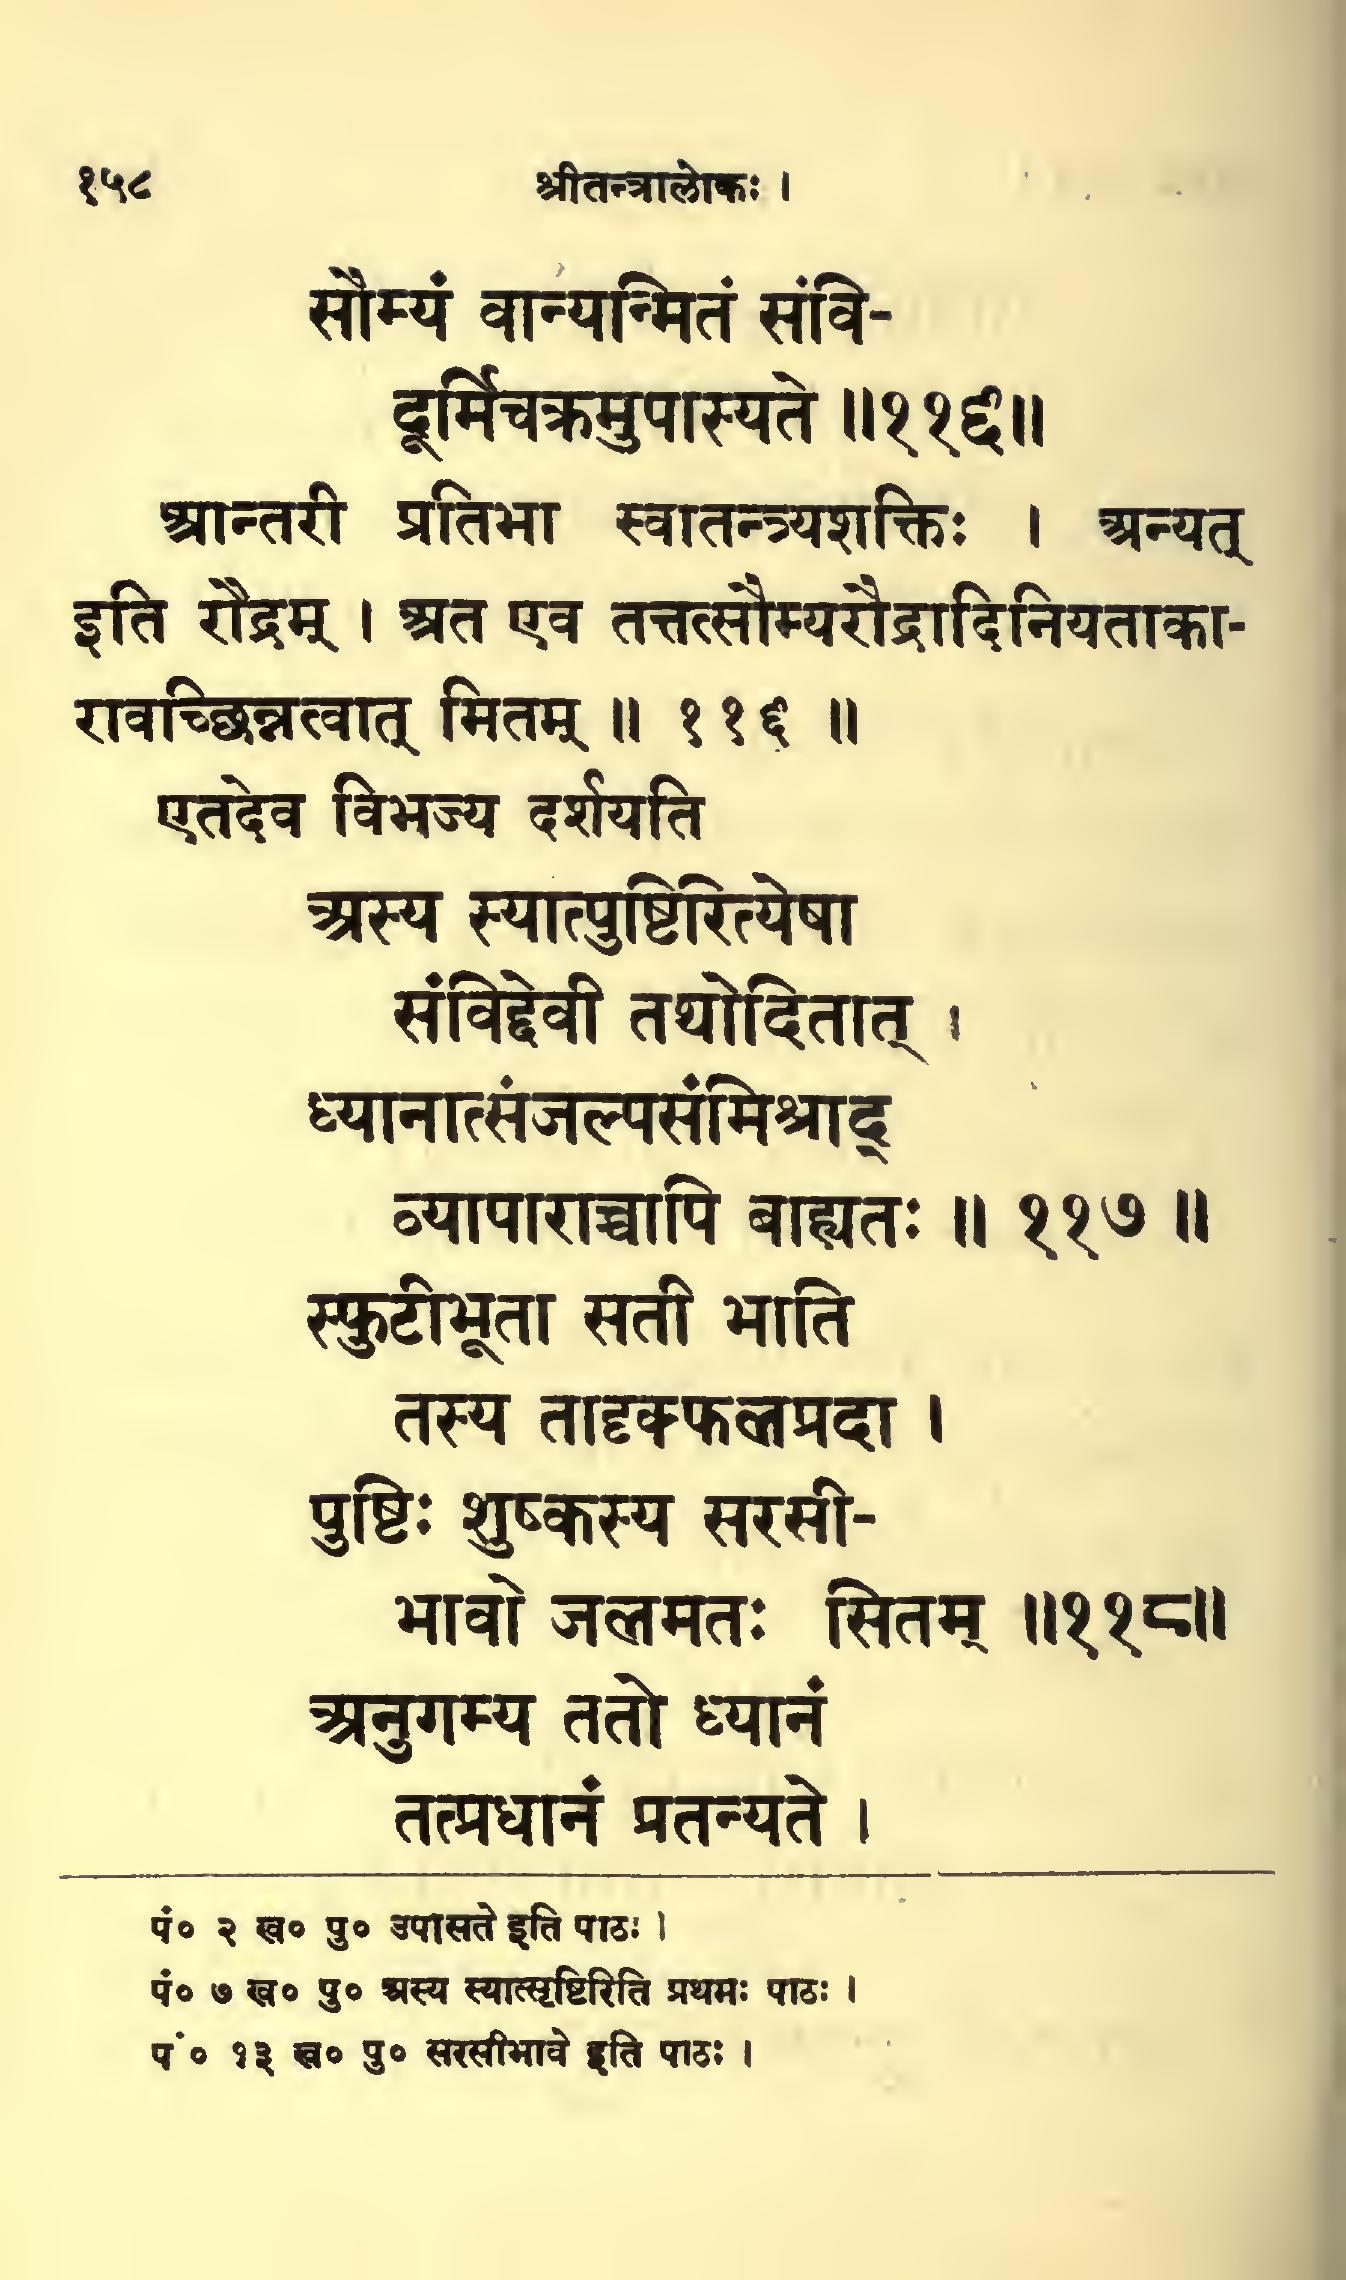 १५८ श्रीतन्त्रालोकः ।
सौम्यं वान्यन्मितं संवि-
दूर्मिचक्रमुपास्यते ॥११६॥
आन्तरी प्रतिभा स्वातन्त्र्यशक्तिः । अन्यत्
इति रौद्रम् । अत एव तत्तत्सौम्यरौद्रादिनियताका-
रावच्छिन्नत्वात् मितम् ॥ ११६ ॥
एतदेव विभज्य दर्शयति
अस्य स्यात्पुष्टिरित्येषा
संविद्देवी तथोदितात् ।
ध्यानात्संजल्पसंमिश्राद्
व्यापाराच्चापि बाह्यतः ॥ ११७ ॥
स्फुटीभूता सती भाति
तस्य तादृक्फलप्रदा ।
पुष्टिः शुष्कस्य सरसी-
भावो जलमतः सितम् ॥११८॥
अनुगम्य ततो ध्यानं
तत्प्रधानं प्रतन्यते ।
पं० २ ख० पु० उपासते इति पाठः ।
पं० ७ ख० पु० अस्य स्यात्सृष्टिरिति प्रथमः पाठः ।
पं० १३ ख० पु० सरसीभावे इति पाठः ।